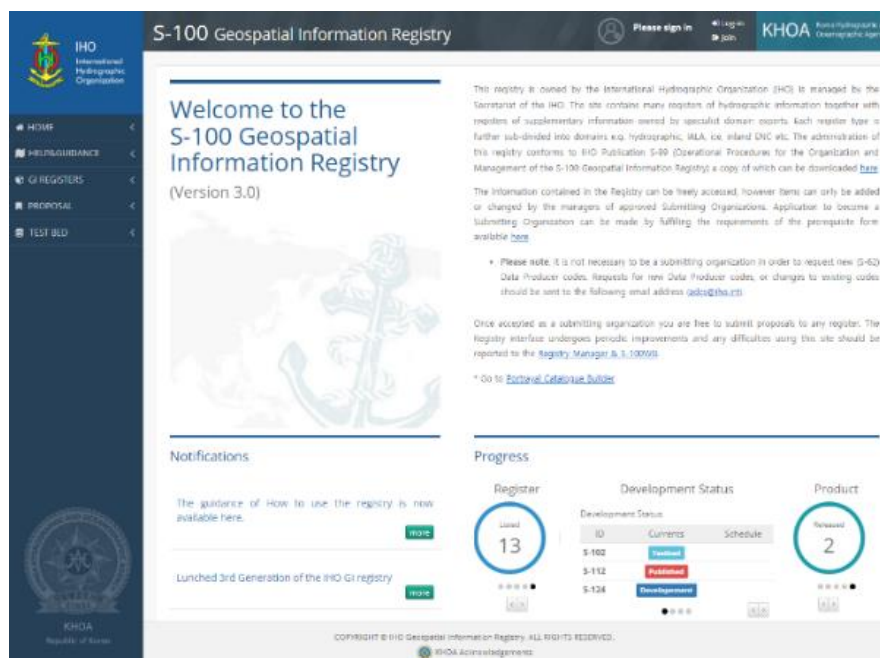 IHO
International
Hydrographic
Organization
S-100 Geospatial Information Registry
Please sign in
Log-in
Join
KHOA
HOME
HELP&GUIDANCE
GI REGISTERS
PROPOSAL
TEST BED
Welcome to the
S-100 Geospatial
Information Registry
(Version 3.0)
This registry is owned by the International Hydrographic Organization (IHO) is managed by the
Secretariat of the IHO. The site contains many registers of hydrographic information together with
registers of supplementary information owned by specialist domain experts. Each register type is
further sub-divided into domains e.g. hydrographic, IALA, ice, inland ENC etc. The administration of
this registry conforms to IHO Publication S-99 (Operational Procedures for the Organization and
Management of the S-100 Geospatial Information Registry) a copy of which can be downloaded here
The information contained in the Registry can be freely accessed, however items can only be added
or changed by the managers of approved Submitting Organizations. Application to become a
Submitting Organization can be made by fulfilling the requirements of the prerequisite form
available here
• Please note, it is not necessary to be a submitting organization in order to request new (S-62)
Data Producer codes. Requests for new Data Producer codes, or changes to existing codes
should be sent to the following email address (adcs@iho.int)
Once accepted as a submitting organization you are free to submit proposals to any register. The
Registry interface undergoes periodic improvements and any difficulties using this site should be
reported to the Registry Manager & S-100WG.
* Go to Portrayal Catalogue Builder
Notifications
The guidance of How to use the registry is now
available here.
more
Lunched 3rd Generation of the IHO GI registry
more
Progress
Register
Listed
13
Development Status
Development Status
ID Currents Schedule
S-102 Testbed
S-112 Published
S-124 Developement
Product
Released
2
KHOA
Republic of Korea
COPYRIGHT © IHO Geospatial Information Registry. ALL RIGHTS RESERVED.
KHOA Acknowledgements